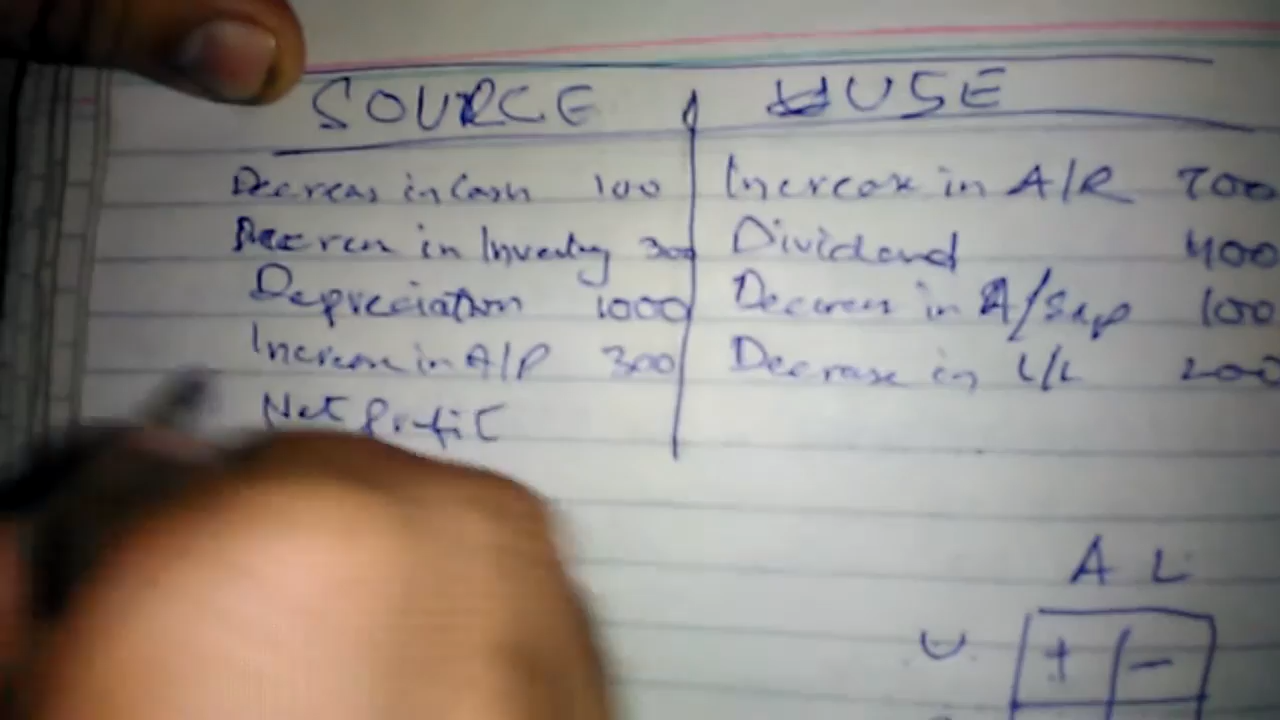 SOURCE USE
Decreas in Cash 100 Increase in A/R 700
Decrease in Inventory 300 Dividend 400
Depreciation 1000 Decrease in A/Sup 100
Increase in A/P 300 Decrease in L/L 200
Net Profit
A L
U + -